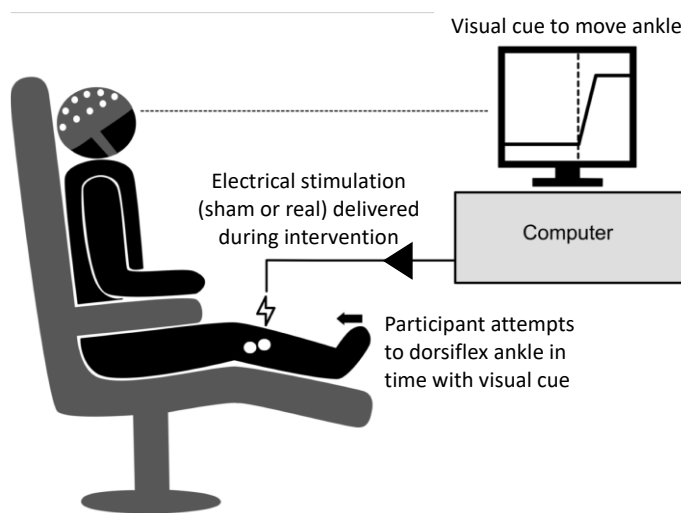 Visual cue to move ankle
Electrical stimulation
(sham or real) delivered
during intervention
Computer
Participant attempts
to dorsiflex ankle in
time with visual cue